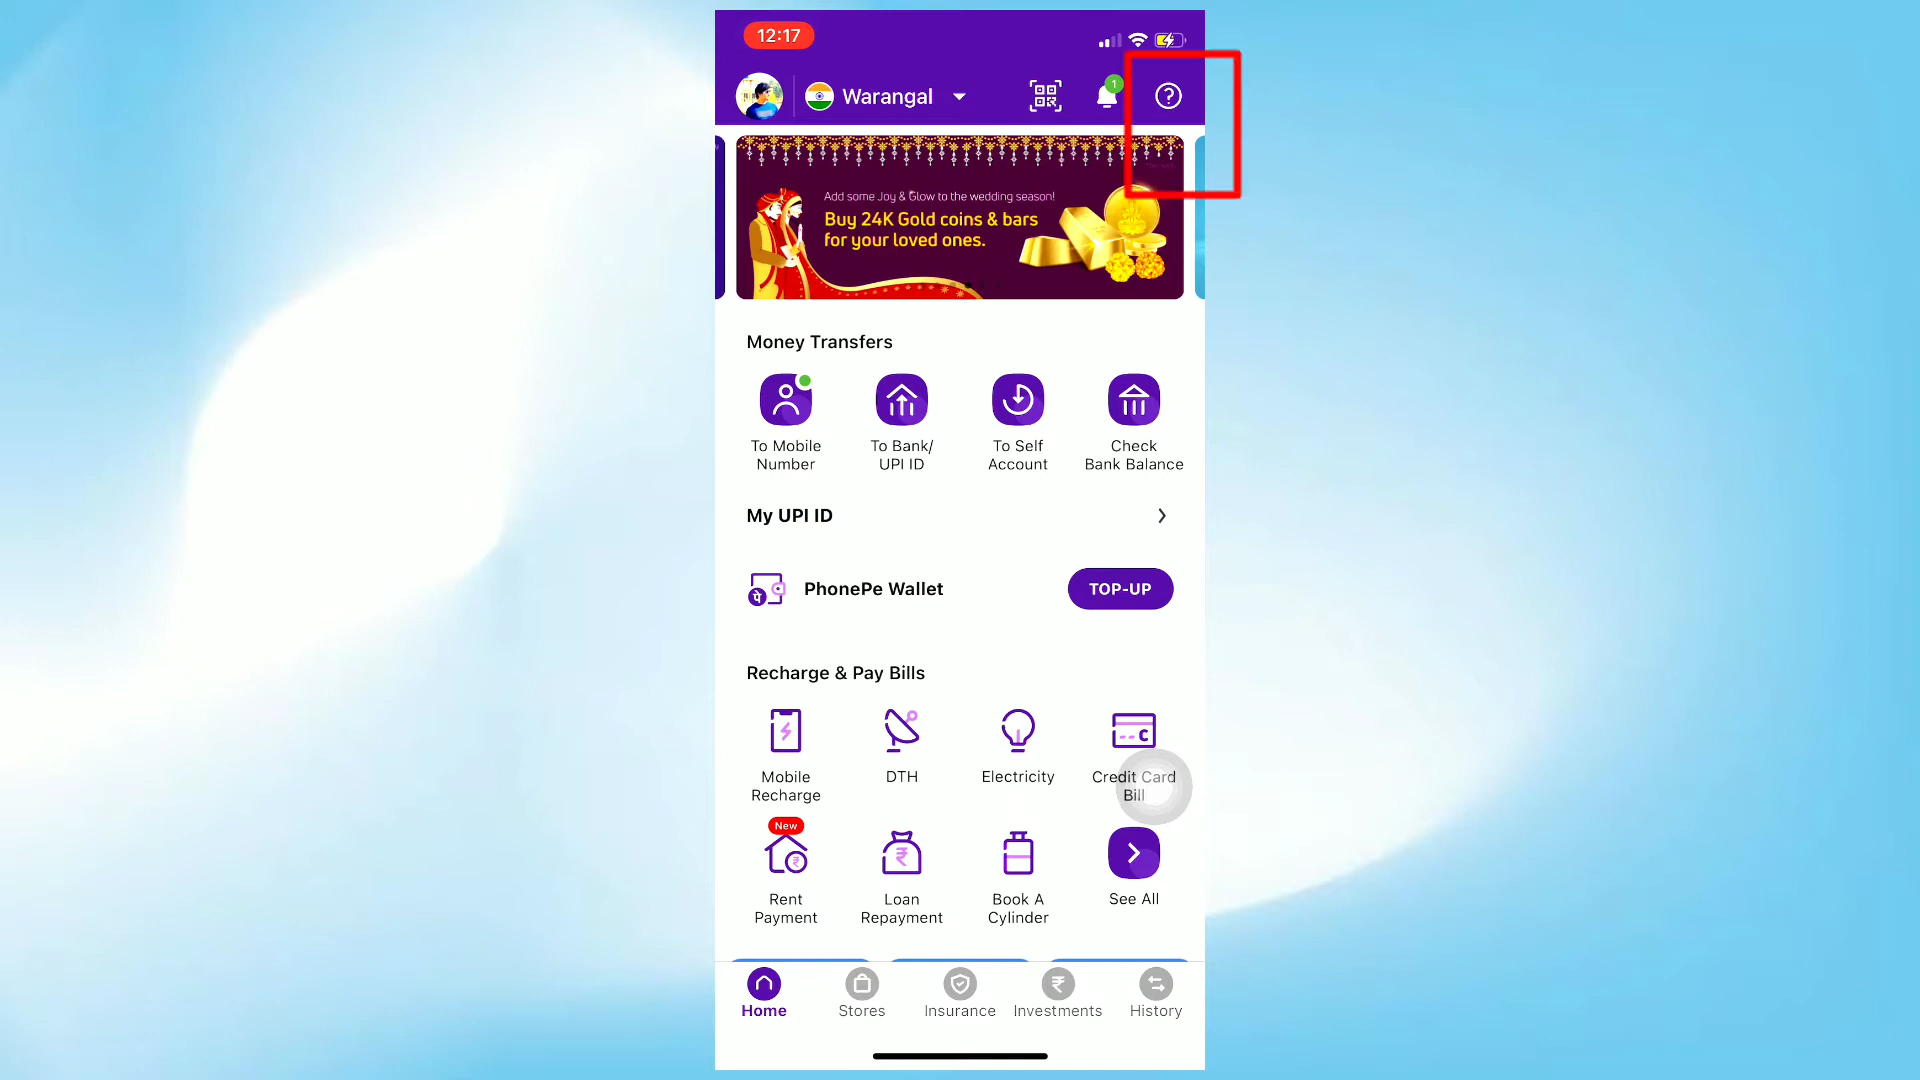 12:17
Warangal
1
Add some Joy & Glow to the wedding season!
Buy 24K Gold coins & bars
for your loved ones.
Money Transfers
To Mobile
Number
To Bank/
UPI ID
To Self
Account
Check
Bank Balance
My UPI ID
पे
PhonePe Wallet
TOP-UP
Recharge & Pay Bills
Mobile
Recharge
DTH
Electricity
C
Credit Card
Bill
New
₹
Rent
Payment
₹
Loan
Repayment
Book A
Cylinder
See All
Home
Stores
Insurance
₹
Investments
History